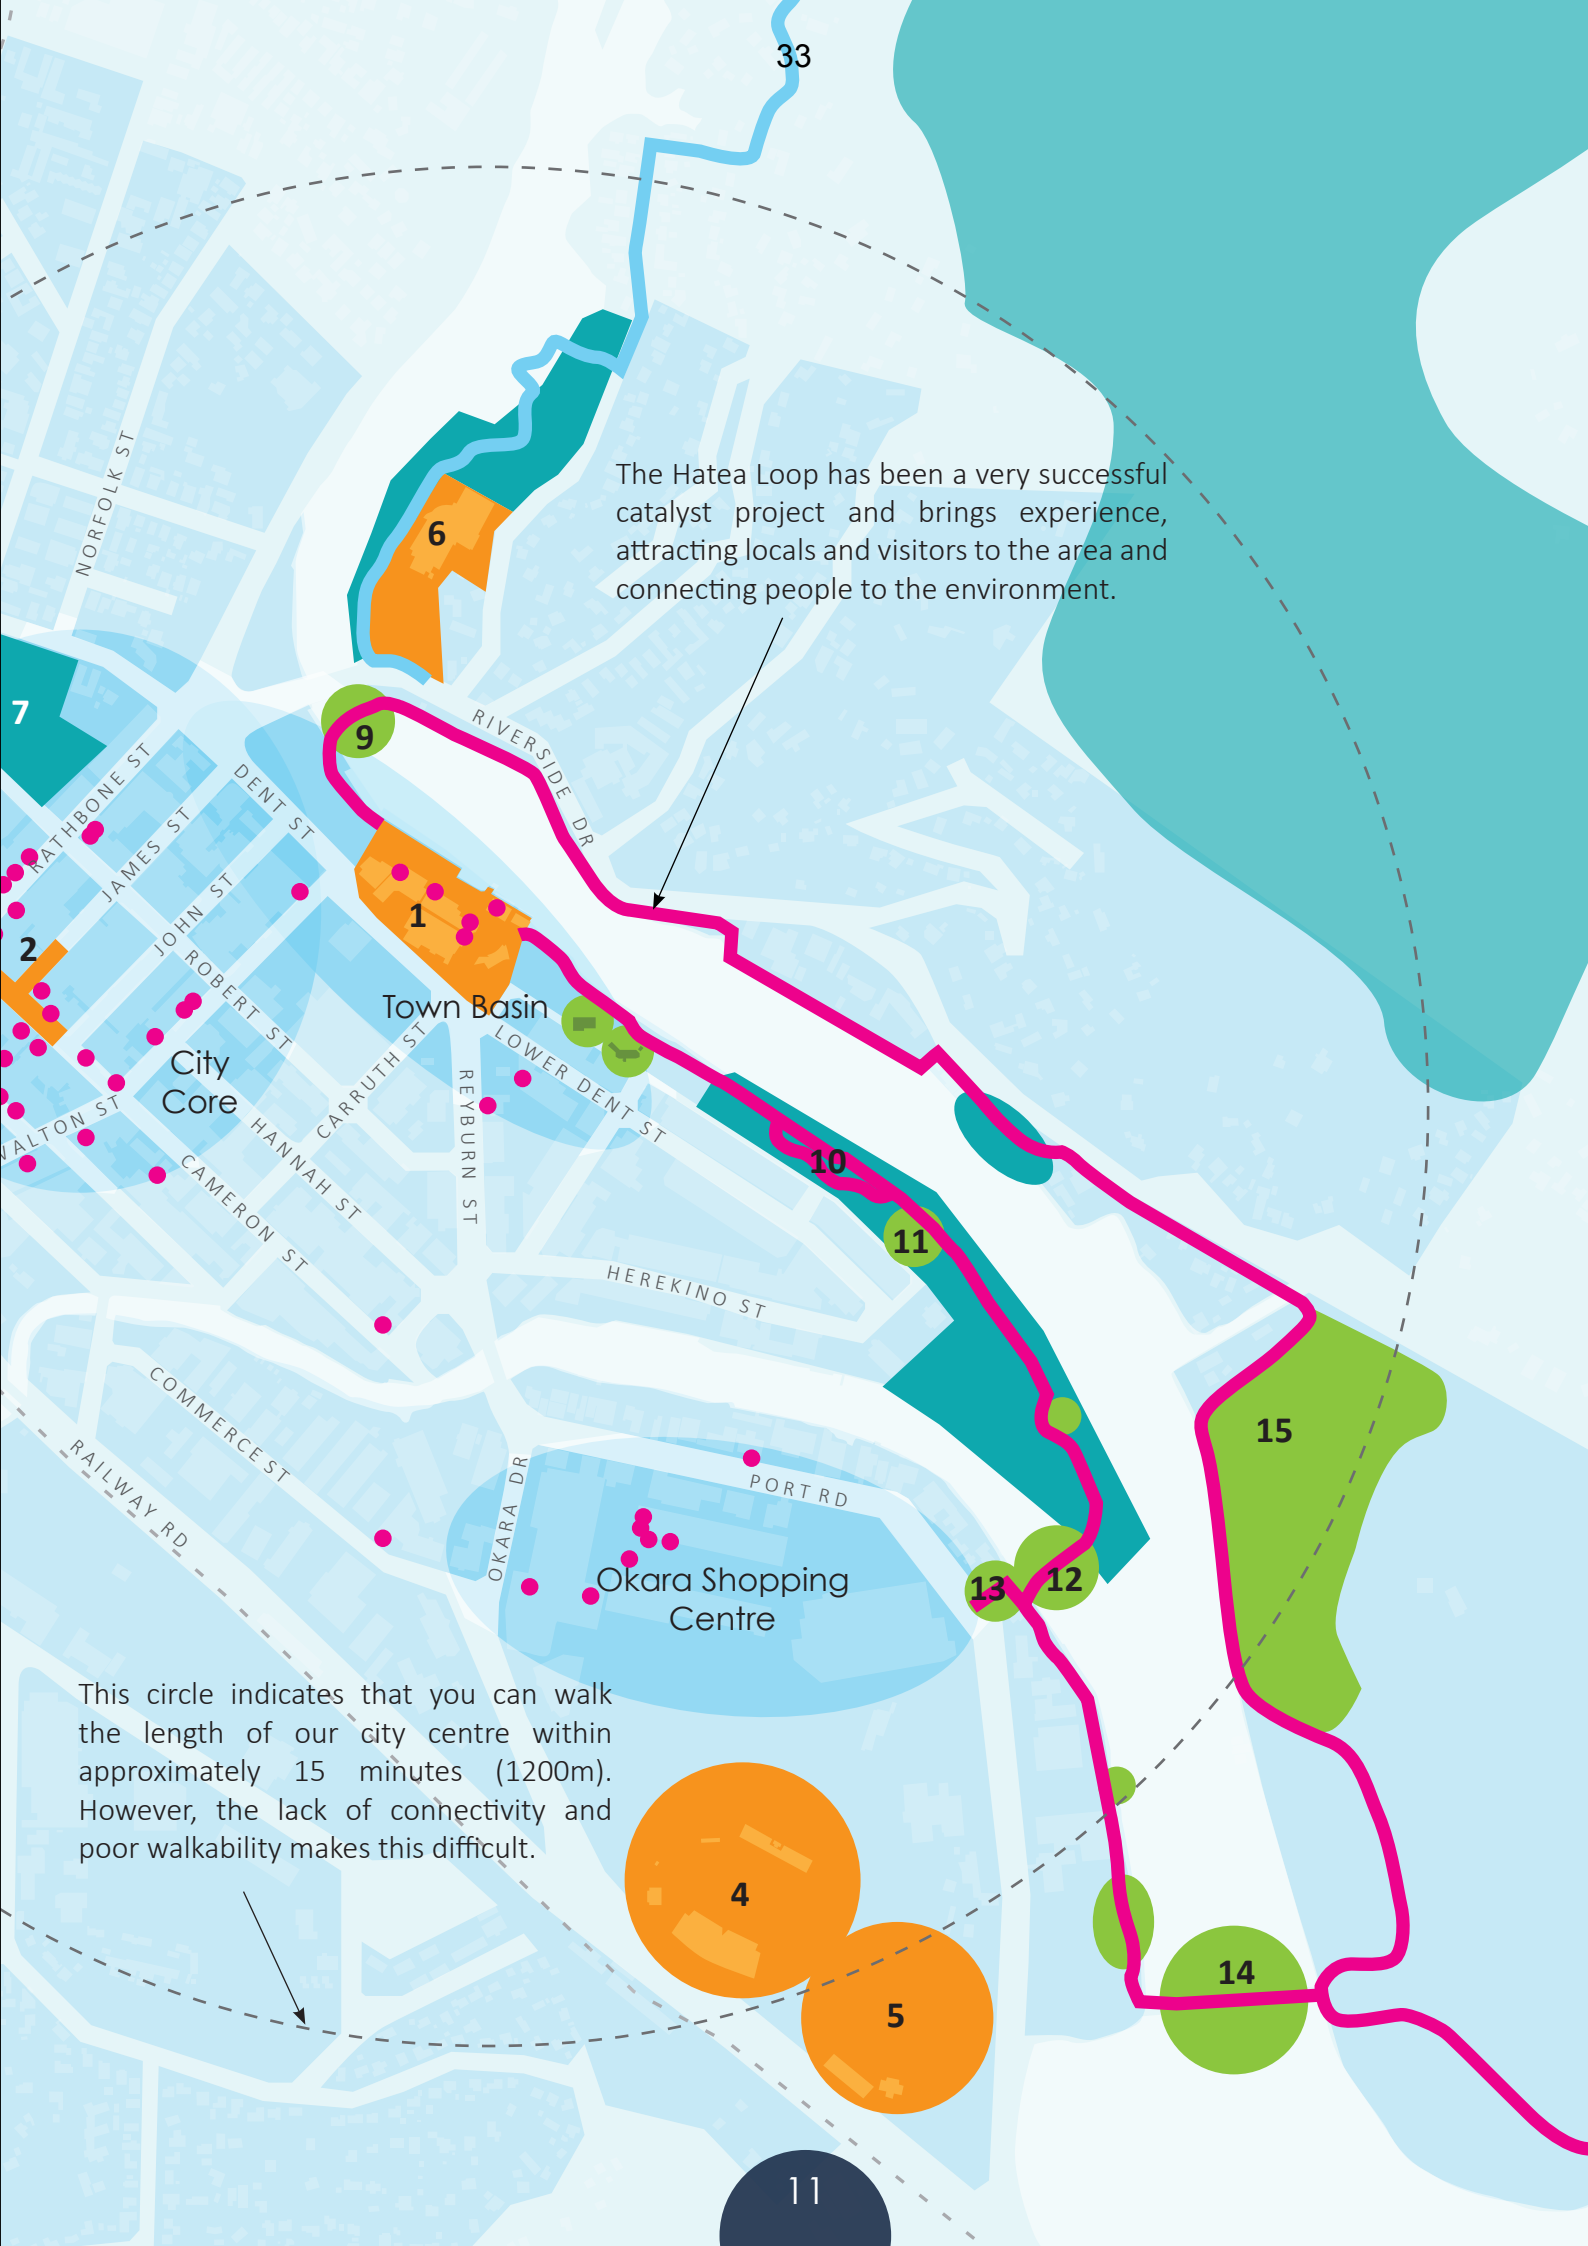 33
The Hatea Loop has been a very successful
catalyst project and brings experience,
attracting locals and visitors to the area and
connecting people to the environment.
NORFOLK ST
6
7
9
RIVERSIDE DR
RATHBONE ST
DENT ST
JAMES ST
JOHN ST
1
2
ROBERT ST
Town Basin
City
Core
CARRUTH ST
LOWER DENT ST
REYBURN ST
WALTON ST
HANNAH ST
CAMERON ST
10
11
HEREKINO ST
COMMERCE ST
RAILWAY RD
OKARA DR
PORT RD
15
Okara Shopping
Centre
13
12
This circle indicates that you can walk
the length of our city centre within
approximately 15 minutes (1200m).
However, the lack of connectivity and
poor walkability makes this difficult.
4
5
14
11